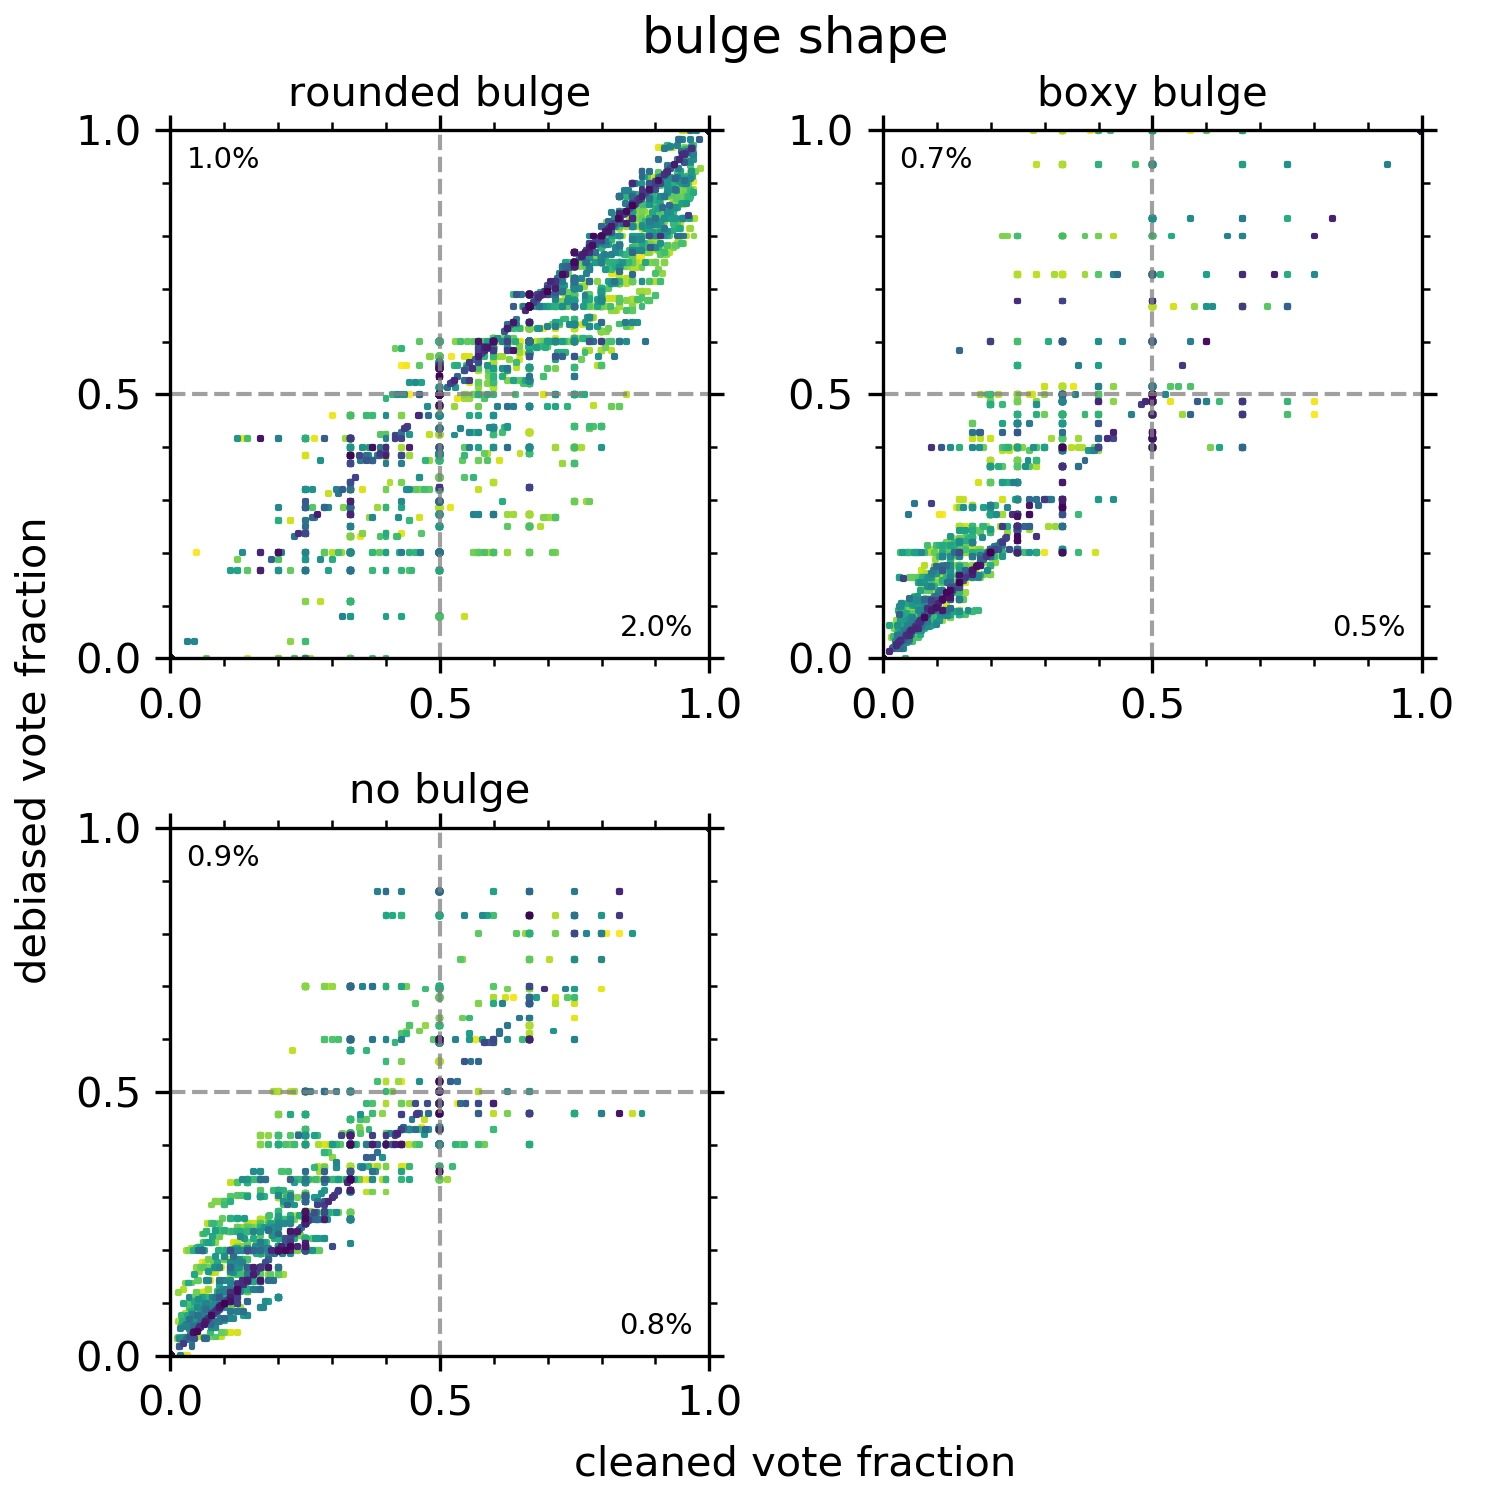 bulge shape
rounded bulge
1.0
1.0%
0.5
2.0%
0.0
0.0 0.5 1.0
boxy bulge
1.0
0.7%
0.5
0.5%
0.0
0.0 0.5 1.0
debiased vote fraction
no bulge
1.0
0.9%
0.5
0.8%
0.0
0.0 0.5 1.0
cleaned vote fraction